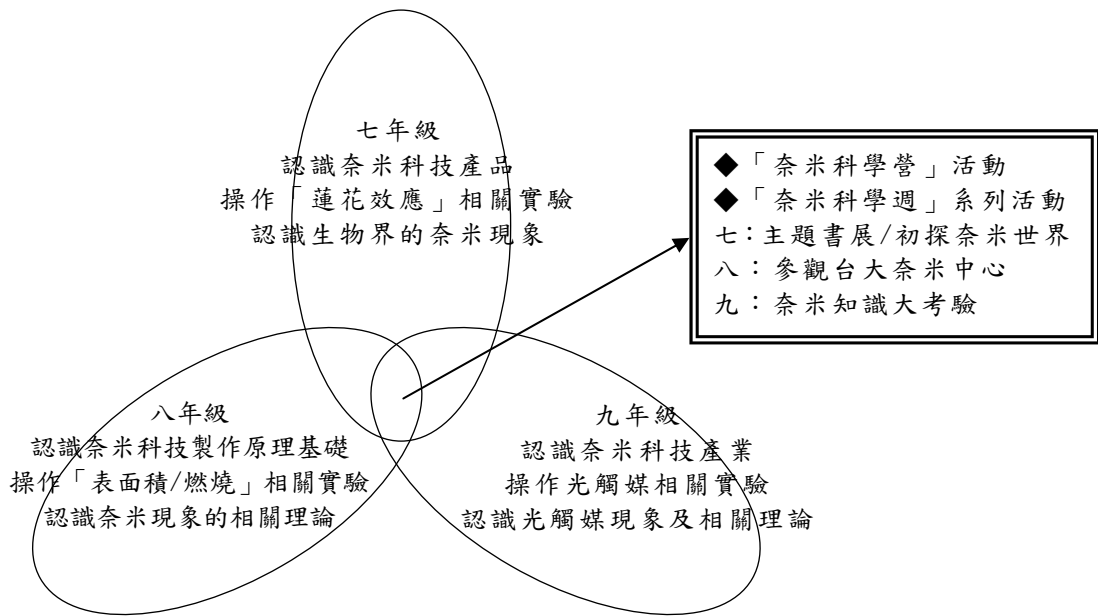 七年級
認識奈米科技產品
操作「蓮花效應」相關實驗
認識生物界的奈米現象
◆「奈米科學營」活動
◆「奈米科學週」系列活動
七：主題書展/初探奈米世界
八：參觀台大奈米中心
九：奈米知識大考驗
八年級
認識奈米科技製作原理基礎
操作「表面積/燃燒」相關實驗
認識奈米現象的相關理論
九年級
認識奈米科技產業
操作光觸媒相關實驗
認識光觸媒現象及相關理論